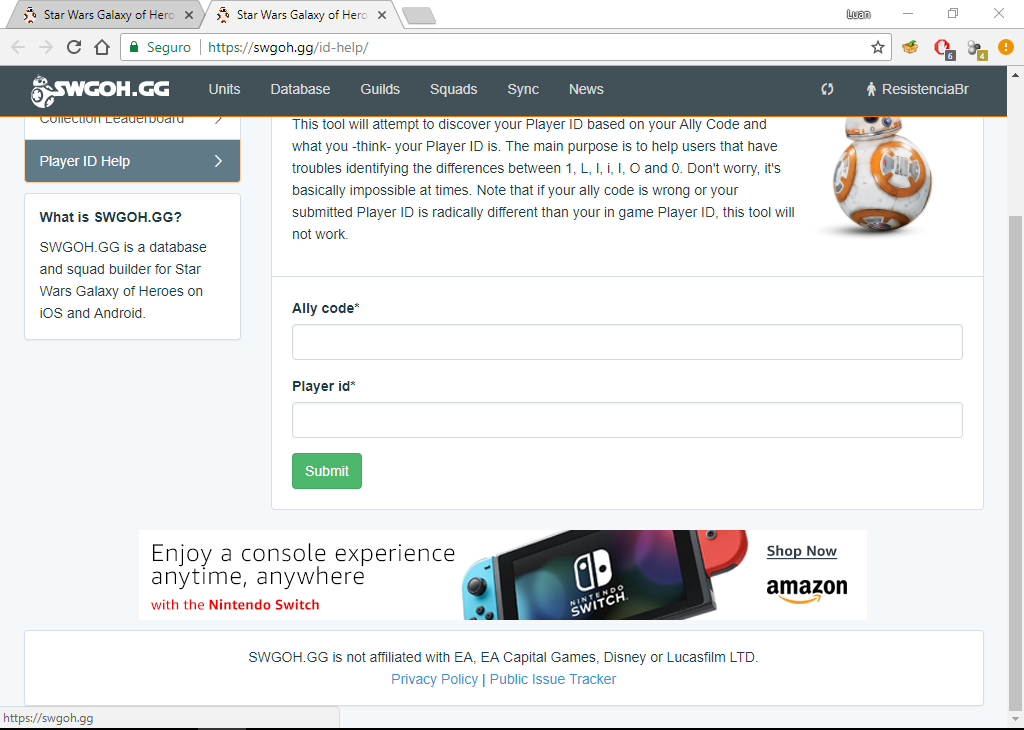 Star Wars Galaxy of Hero
Star Wars Galaxy of Hero
Luan
Seguro
https://swgoh.gg/id-help/
6
4
SWGOH.GG
Units
Database
Guilds
Squads
Sync
News
ResistenciaBr
Collection Leaderboard
Player ID Help
What is SWGOH.GG?
SWGOH.GG is a database
and squad builder for Star
Wars Galaxy of Heroes on
iOS and Android.
This tool will attempt to discover your Player ID based on your Ally Code and
what you -think- your Player ID is. The main purpose is to help users that have
troubles identifying the differences between 1, L, l, i, I, O and 0. Don't worry, it's
basically impossible at times. Note that if your ally code is wrong or your
submitted Player ID is radically different than your in game Player ID, this tool will
not work.
Ally code*
Player id*
Submit
Enjoy a console experience
anytime, anywhere
with the Nintendo Switch
NINTENDO
SWITCH
Shop Now
amazon
SWGOH.GG is not affiliated with EA, EA Capital Games, Disney or Lucasfilm LTD.
Privacy Policy | Public Issue Tracker
https://swgoh.gg